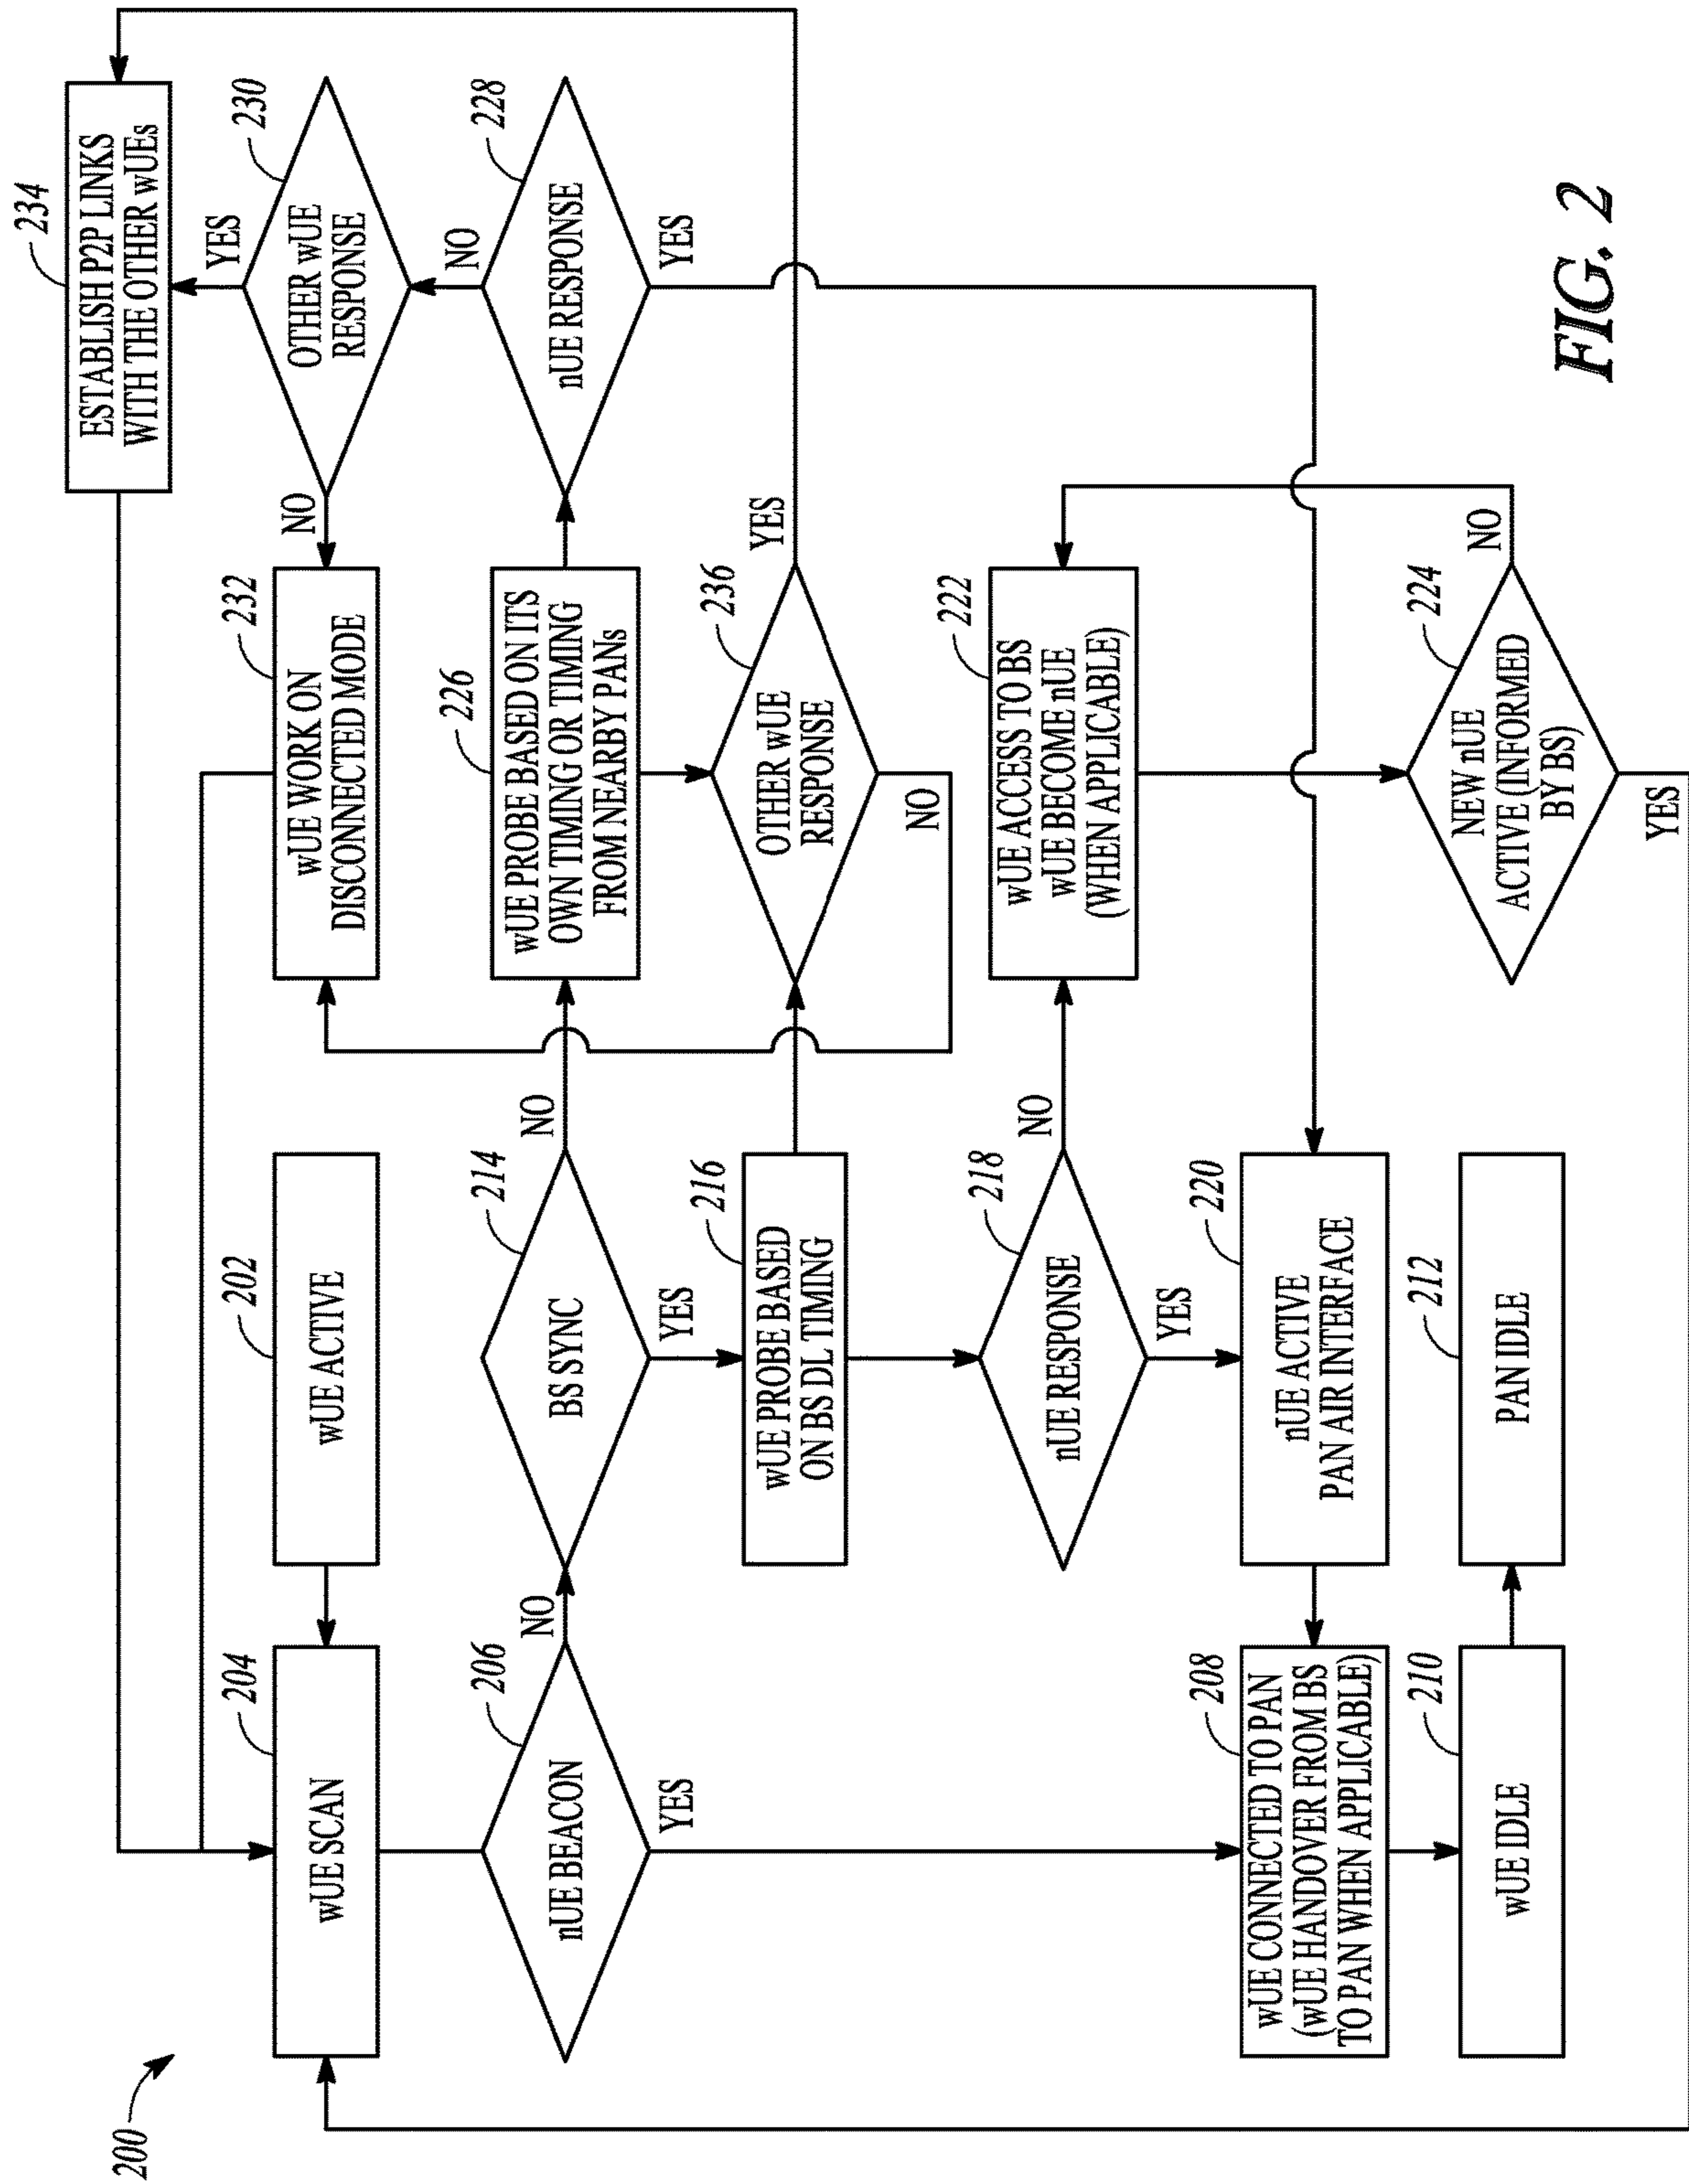 200
234
ESTABLISH P2P LINKS
WITH THE OTHER wUEs
204
wUE SCAN
202
wUE ACTIVE
232
wUE WORK ON
DISCONNECTED MODE
NO
230
OTHER wUE
RESPONSE
YES
206
nUE BEACON
NO
YES
214
BS SYNC
NO
YES
226
wUE PROBE BASED ON ITS
OWN TIMING OR TIMING
FROM NEARBY PANs
228
nUE RESPONSE
NO
YES
216
wUE PROBE BASED
ON BS DL TIMING
236
OTHER wUE
RESPONSE
YES
NO
218
nUE RESPONSE
NO
YES
222
wUE ACCESS TO BS
wUE BECOME nUE
(WHEN APPLICABLE)
208
wUE CONNECTED TO PAN
(wUE HANDOVER FROM BS
TO PAN WHEN APPLICABLE)
220
nUE ACTIVE
PAN AIR INTERFACE
210
wUE IDLE
212
PAN IDLE
224
NEW nUE
ACTIVE (INFORMED
BY BS)
NO
YES
FIG. 2